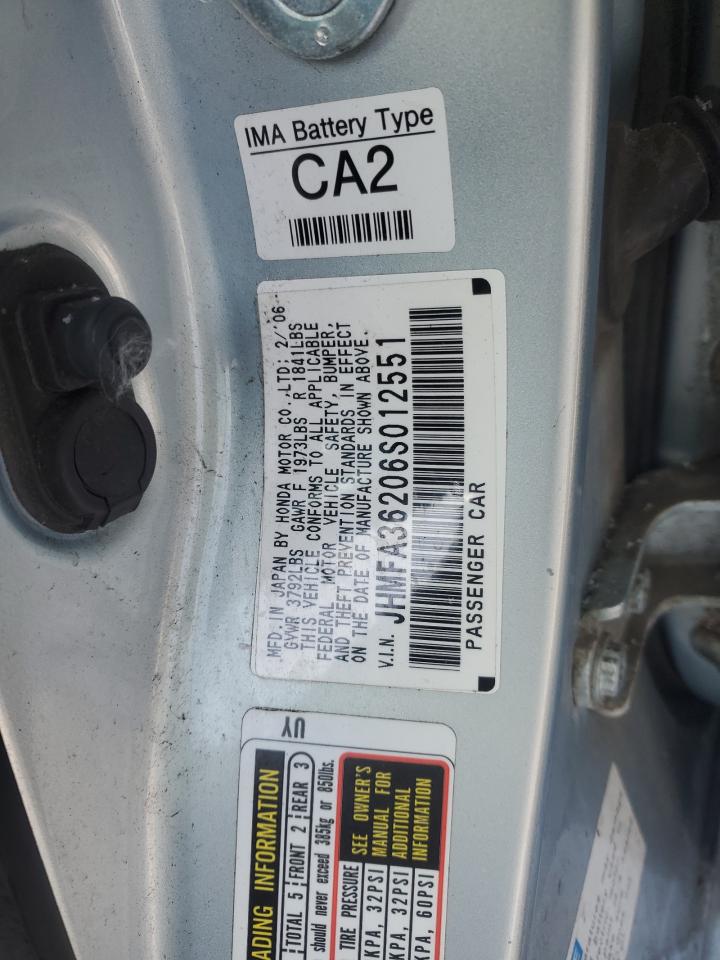 IMA Battery Type
CA2
MFD. IN JAPAN BY HONDA MOTOR CO.,LTD; 2/'06
GVWR 3792LBS GAWR F 1973LBS R 1841LBS
THIS VEHICLE CONFORMS TO ALL APPLICABLE
FEDERAL MOTOR VEHICLE SAFETY, BUMPER,
AND THEFT PREVENTION STANDARDS IN EFFECT
ON THE DATE OF MANUFACTURE SHOWN ABOVE.
V.I.N. JHMFA36206S012551
PASSENGER CAR
UY
ADING INFORMATION
TOTAL 5 FRONT 2 REAR 3
should never exceed 385kg or 850lbs.
TIRE PRESSURE
SEE OWNER'S
MANUAL FOR
ADDITIONAL
INFORMATION
KPA, 32PSI
KPA, 32PSI
KPA, 60PSI